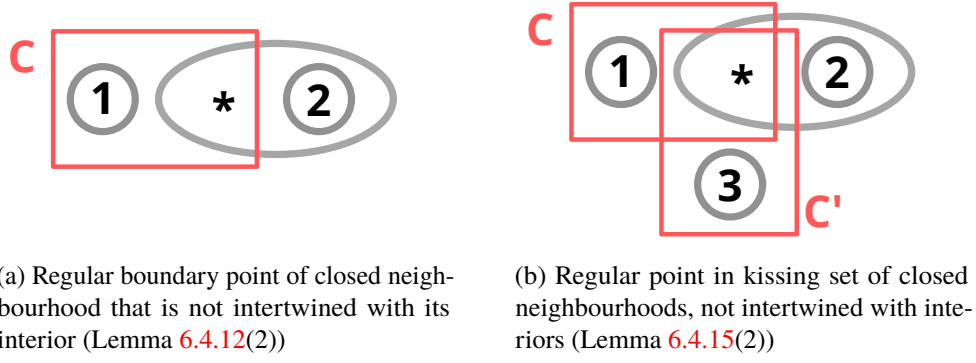 C
1
*
2
C
1
*
2
3
C'
(a) Regular boundary point of closed neigh-
bourhood that is not intertwined with its
interior (Lemma 6.4.12(2))
(b) Regular point in kissing set of closed
neighbourhoods, not intertwined with inte-
riors (Lemma 6.4.15(2))